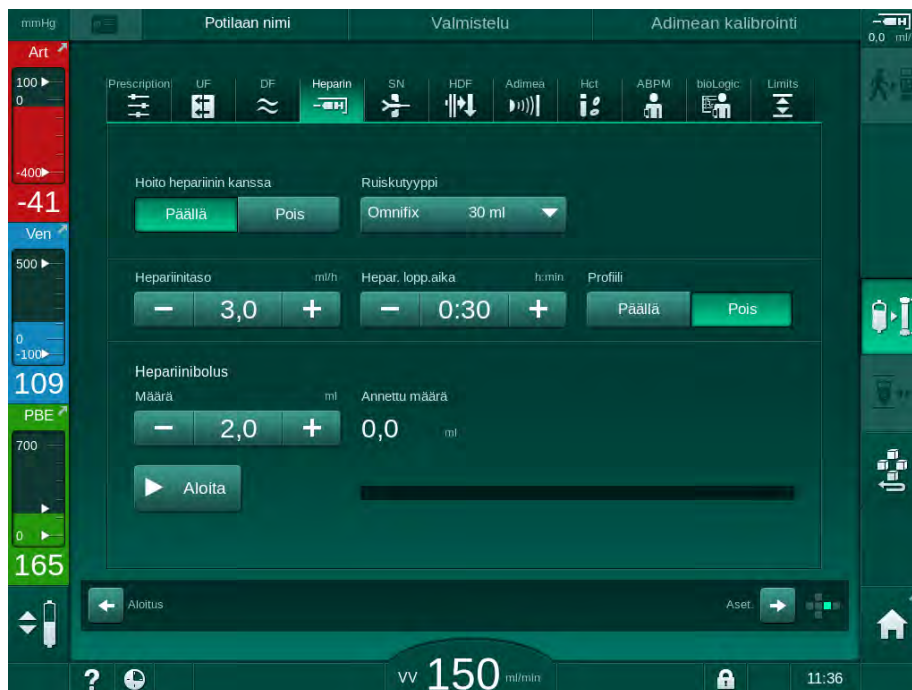 mmHg Potilaan nimi Valmistelu Adimean kalibrointi
0,0 ml/
Art
100
0
-400
-41
Ven
500
0
-100
109
PBE
700
0
165
Prescription UF DF Heparin SN HDF Adimea Hct ABPM bioLogic Limits
Hoito hepariinin kanssa Ruiskutyyppi
Päällä Pois Omnifix 30 ml
Hepariinitaso ml/h Hepar. lopp.aika h:min Profiili
− 3,0 + − 0:30 + Päällä Pois
Hepariinibolus
Määrä ml Annettu määrä
− 2,0 + 0,0 ml
Aloita
Aloitus Aset.
? VV 150 ml/min 11:36